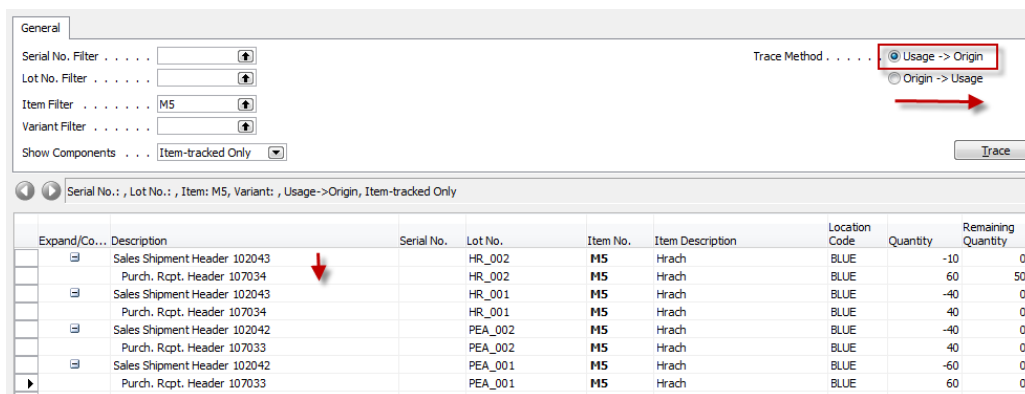 General
Serial No. Filter . . . . .
Trace Method . . . . . Usage -> Origin
Lot No. Filter . . . . . .
Origin -> Usage
Item Filter . . . . . . . M5
Variant Filter . . . . . .
Show Components . . . Item-tracked Only
Trace
Serial No.: , Lot No.: , Item: M5, Variant: , Usage->Origin, Item-tracked Only
Expand/Co... Description Serial No. Lot No. Item No. Item Description Location Code Quantity Remaining Quantity
Sales Shipment Header 102043 HR_002 M5 Hrach BLUE -10 0
Purch. Rcpt. Header 107034 HR_002 M5 Hrach BLUE 60 50
Sales Shipment Header 102043 HR_001 M5 Hrach BLUE -40 0
Purch. Rcpt. Header 107034 HR_001 M5 Hrach BLUE 40 0
Sales Shipment Header 102042 PEA_002 M5 Hrach BLUE -40 0
Purch. Rcpt. Header 107033 PEA_002 M5 Hrach BLUE 40 0
Sales Shipment Header 102042 PEA_001 M5 Hrach BLUE -60 0
Purch. Rcpt. Header 107033 PEA_001 M5 Hrach BLUE 60 0